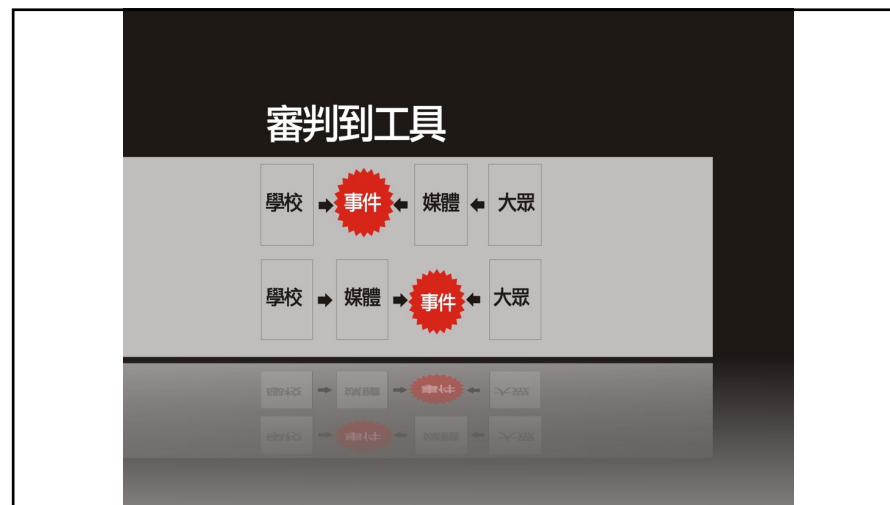 審判到工具
學校 ➡ 事件 ⬅ 媒體 ⬅ 大眾
學校 ➡ 媒體 ➡ 事件 ⬅ 大眾